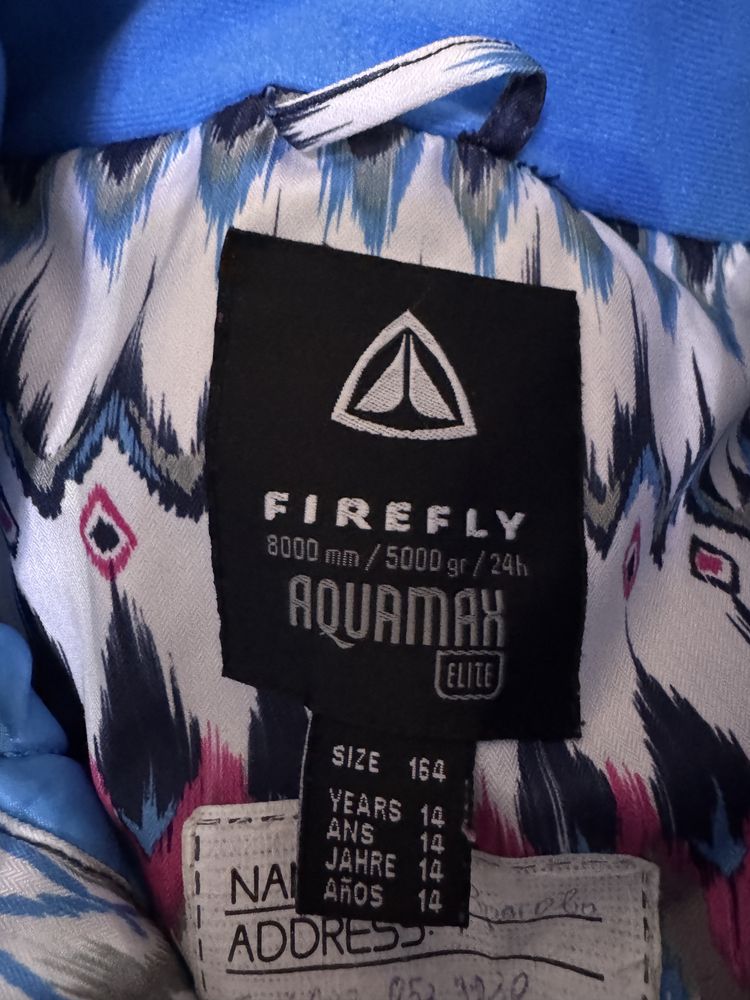 FIREFLY
8000 mm / 5000 gr / 24h
AQUAMAX
ELITE
SIZE 164
YEARS 14
ANS 14
JAHRE 14
AÑOS 14
ADDRESS: